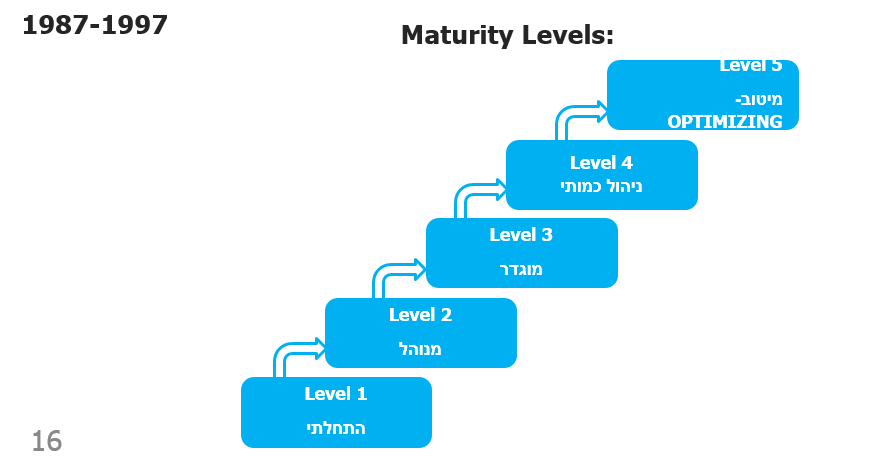 1987-1997
Maturity Levels:
Level 5
מיטוב-
OPTIMIZING
Level 4
ניהול כמותי
Level 3
מוגדר
Level 2
מנוהל
Level 1
התחלתי
16